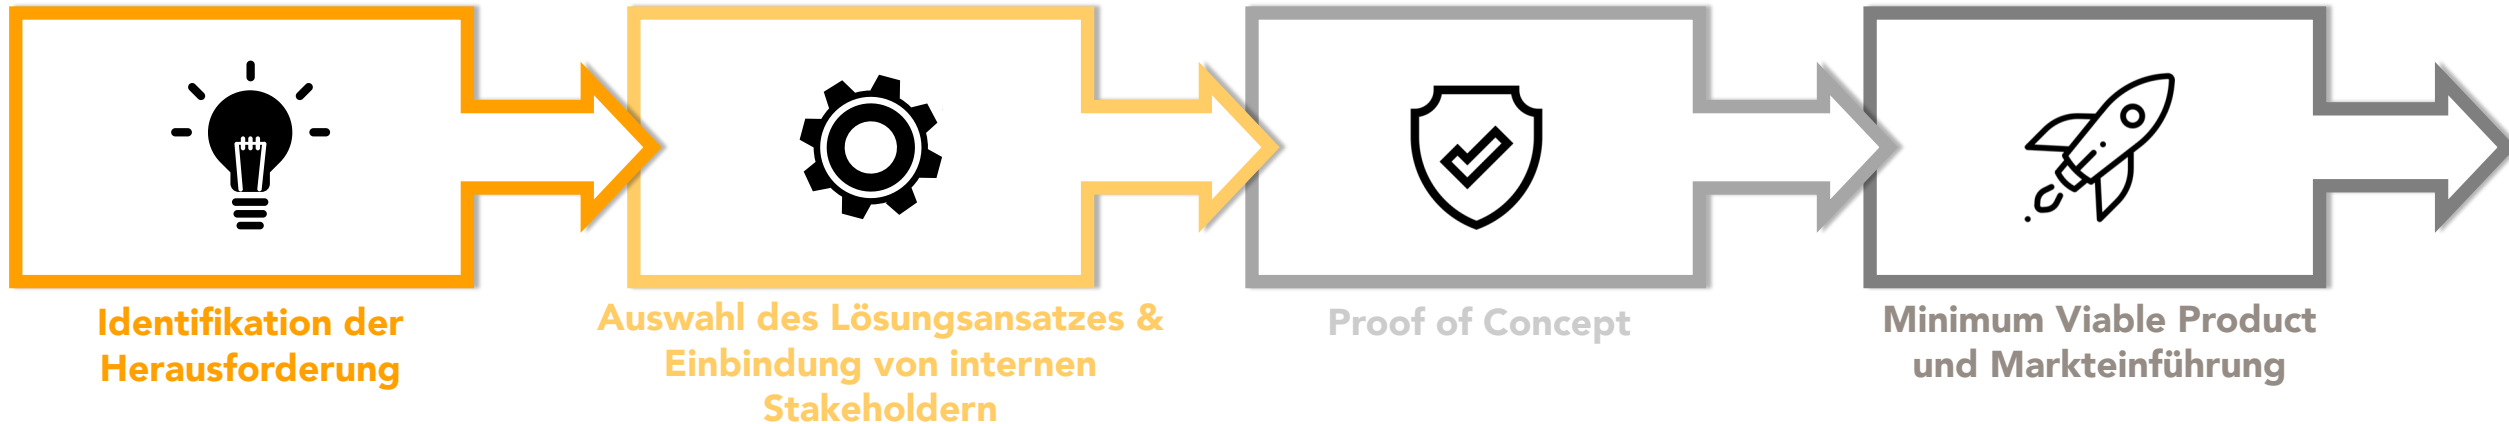 Identifikation der
Herausforderung
Auswahl des Lösungsansatzes &
Einbindung von internen
Stakeholdern
Proof of Concept
Minimum Viable Product
und Markteinführung